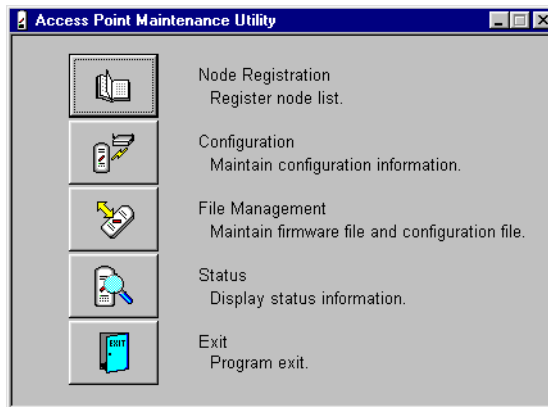 Access Point Maintenance Utility
Node Registration
Register node list.
Configuration
Maintain configuration information.
File Management
Maintain firmware file and configuration file.
Status
Display status information.
EXIT
Exit
Program exit.